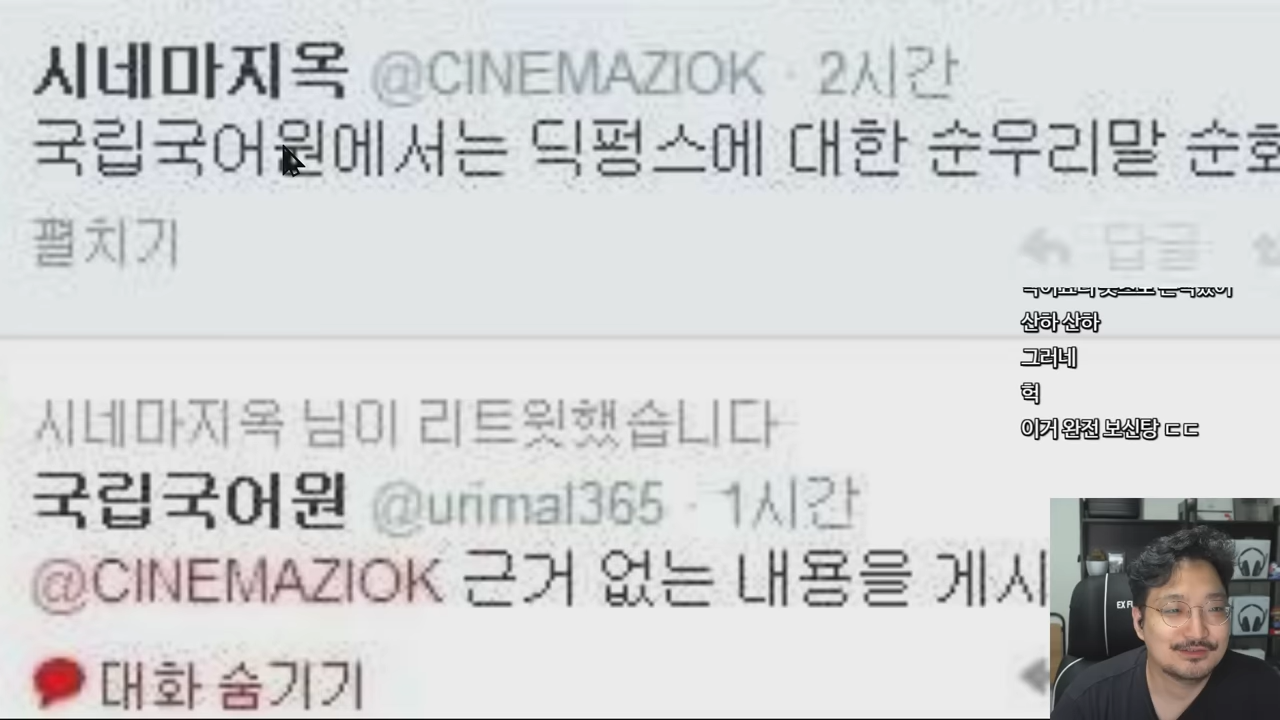 시네마지옥 @CINEMAZIOK · 2시간
국립국어원에서는 딕펑스에 대한 순우리말
펼치기
답글
산하 산하
그러네
헉
이거 완전 보신탕 ㄷㄷ
시네마지옥 님이 리트윗했습니다
국립국어원 @urimal365 · 1시간
@CINEMAZIOK 근거 없는 내용을 게시
대화 숨기기